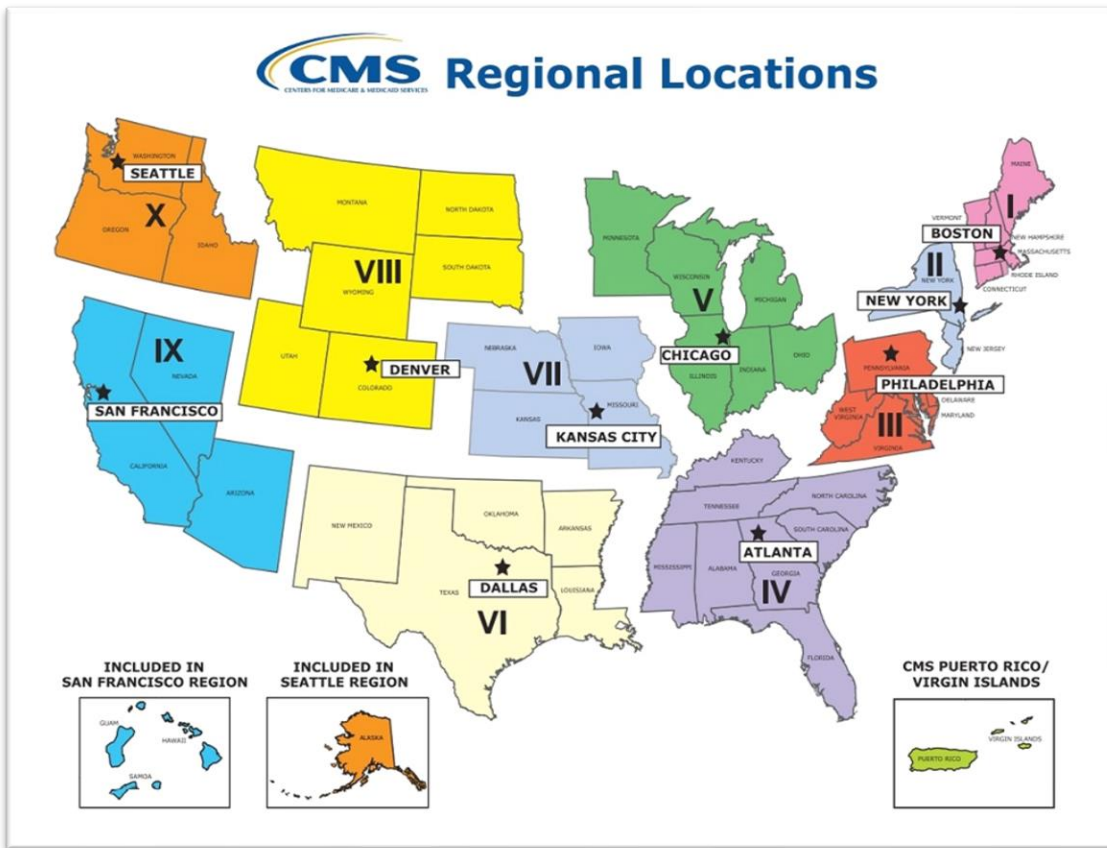 CMS Regional Locations
CENTERS FOR MEDICARE & MEDICAID SERVICES
WASHINGTON
SEATTLE
X
OREGON
IDAHO
MONTANA
NORTH DAKOTA
VIII
SOUTH DAKOTA
WYOMING
UTAH
DENVER
COLORADO
IX
NEVADA
SAN FRANCISCO
CALIFORNIA
ARIZONA
NEBRASKA
IOWA
VII
KANSAS
MISSOURI
KANSAS CITY
MINNESOTA
WISCONSIN
V
MICHIGAN
CHICAGO
ILLINOIS
INDIANA
OHIO
MAINE
I
VERMONT
BOSTON
NEW HAMPSHIRE
MASSACHUSETTS
RHODE ISLAND
CONNECTICUT
II
NEW YORK
NEW YORK
NEW JERSEY
PENNSYLVANIA
PHILADELPHIA
DELAWARE
MARYLAND
WEST VIRGINIA
III
VIRGINIA
NEW MEXICO
OKLAHOMA
ARKANSAS
DALLAS
TEXAS
LOUISIANA
VI
KENTUCKY
TENNESSEE
NORTH CAROLINA
SOUTH CAROLINA
ATLANTA
MISSISSIPPI
ALABAMA
GEORGIA
IV
FLORIDA
INCLUDED IN
SAN FRANCISCO REGION
GUAM
HAWAII
SAMOA
INCLUDED IN
SEATTLE REGION
ALASKA
CMS PUERTO RICO/
VIRGIN ISLANDS
VIRGIN ISLANDS
PUERTO RICO